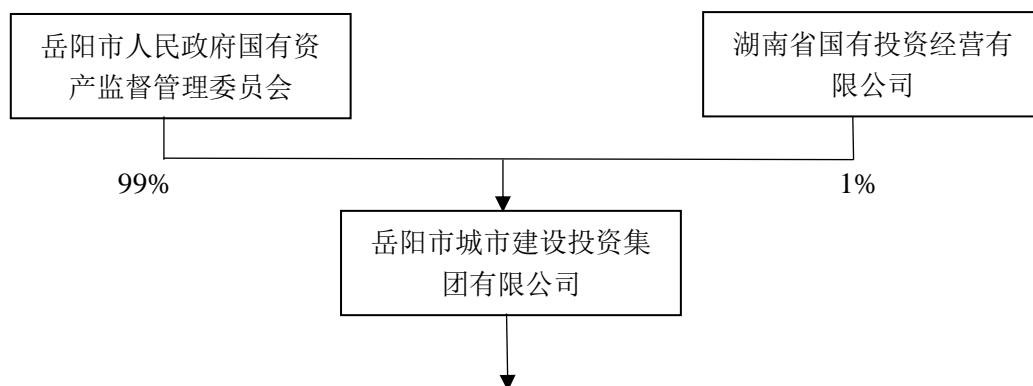 岳阳市人民政府国有资
产监督管理委员会
湖南省国有投资经营有
限公司
99%
1%
岳阳市城市建设投资集
团有限公司